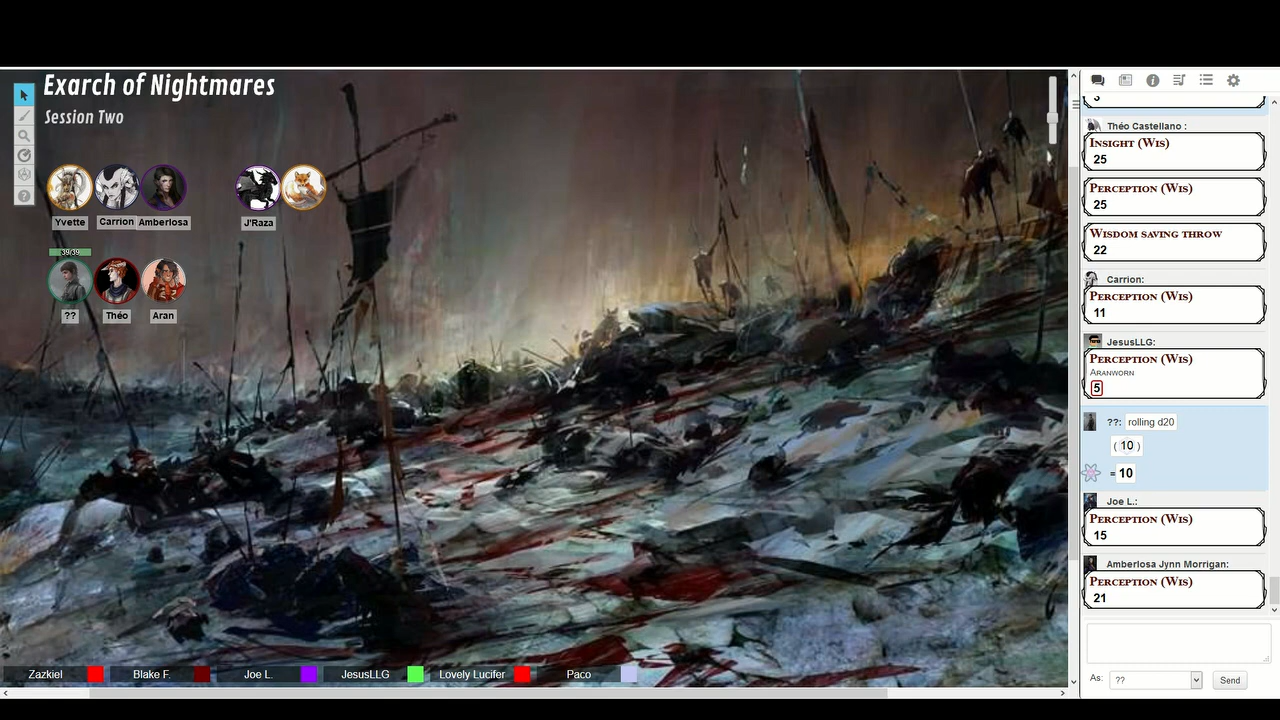 Exarch of Nightmares
Session Two
Yvette
Carrion
Amberlosa
J'Raza
39/39
??
Théo
Aran
Zazkiel
Blake F.
Joe L.
JesusLLG
Lovely Lucifer
Paco
Théo Castellano :
Insight (Wis)
25
Perception (Wis)
25
Wisdom saving throw
22
Carrion:
Perception (Wis)
11
JesusLLG:
Perception (Wis)
Aranworn
5
??: rolling d20
( 10 )
= 10
Joe L.:
Perception (Wis)
15
Amberlosa Jynn Morrigan:
Perception (Wis)
21
As: ?? Send